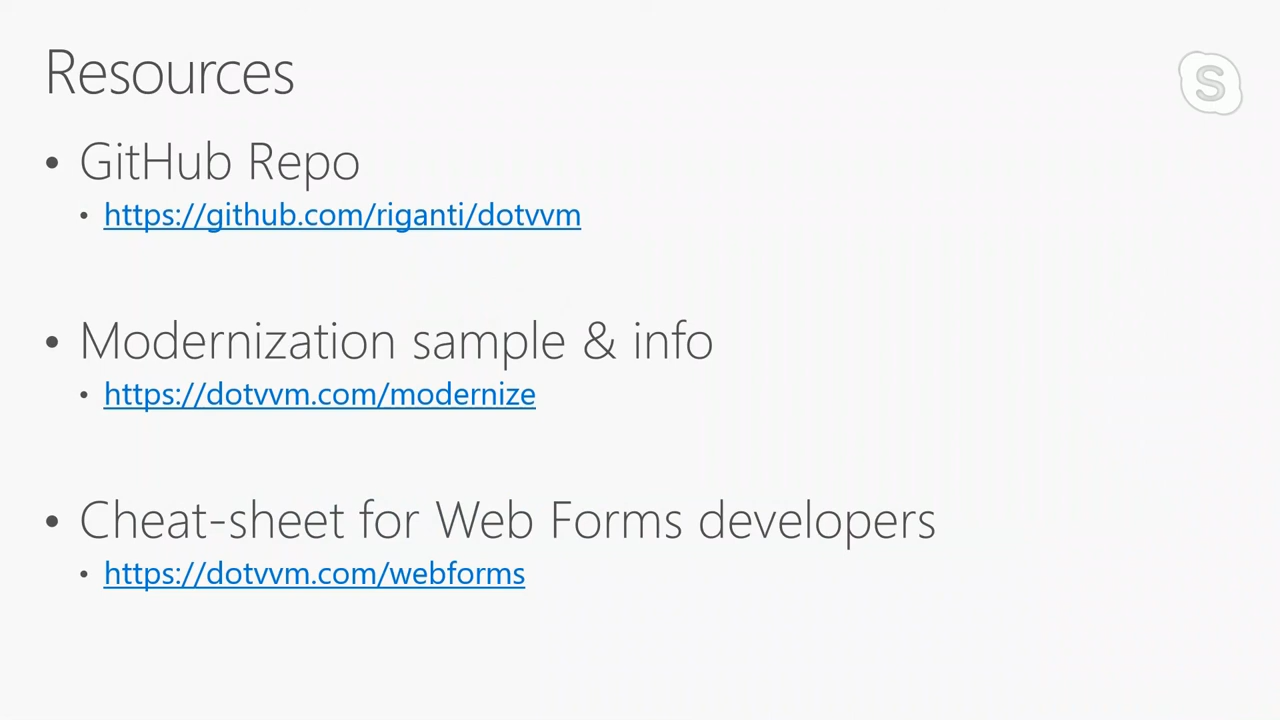 Resources
• GitHub Repo
• https://github.com/riganti/dotvvm
• Modernization sample & info
• https://dotvvm.com/modernize
• Cheat-sheet for Web Forms developers
• https://dotvvm.com/webforms
S